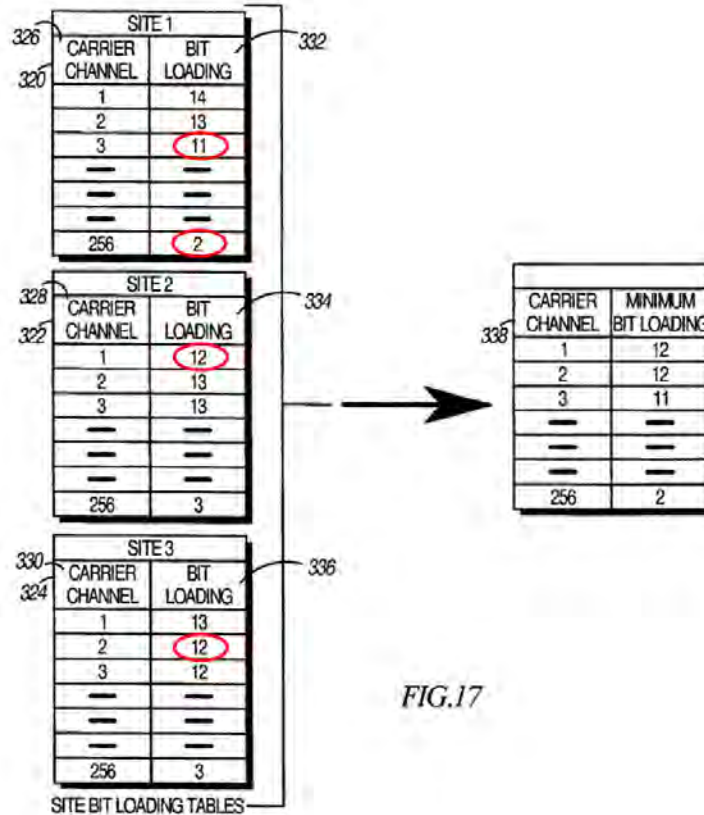 SITE 1
326
332
CARRIER CHANNEL
BIT LOADING
320
1 14
2 13
3 11
— —
— —
— —
256 2
SITE 2
328
334
CARRIER CHANNEL
BIT LOADING
322
1 12
2 13
3 13
— —
— —
— —
256 3
SITE 3
330
336
CARRIER CHANNEL
BIT LOADING
324
1 13
2 12
3 12
— —
— —
— —
256 3
SITE BIT LOADING TABLES
CARRIER CHANNEL
MINIMUM BIT LOADING
338
1 12
2 12
3 11
— —
— —
— —
256 2
FIG.17